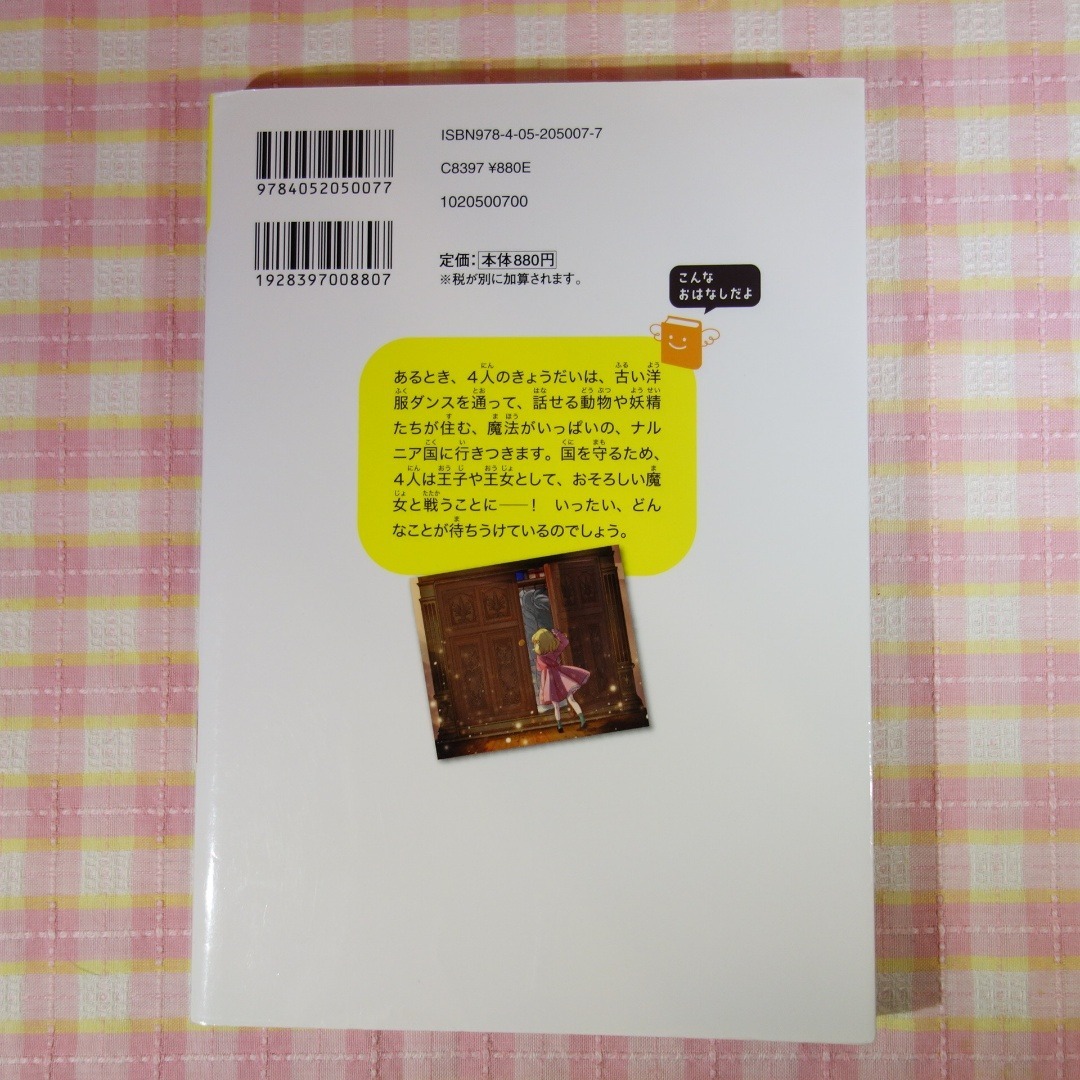 9784052050077
1928397008807
ISBN978-4-05-205007-7
C8397 ¥880E
1020500700
定価：本体880円
※税が別に加算されます。
こんな
おはなしだよ
あるとき、4人のきょうだいは、古い洋
服ダンスを通って、話せる動物や妖精
たちが住む、魔法がいっぱいの、ナル
ニア国に行きつきます。国を守るため、
4人は王子や王女として、おそろしい魔
女と戦うことに――！　いったい、どん
なことが待ちうけているのでしょう。